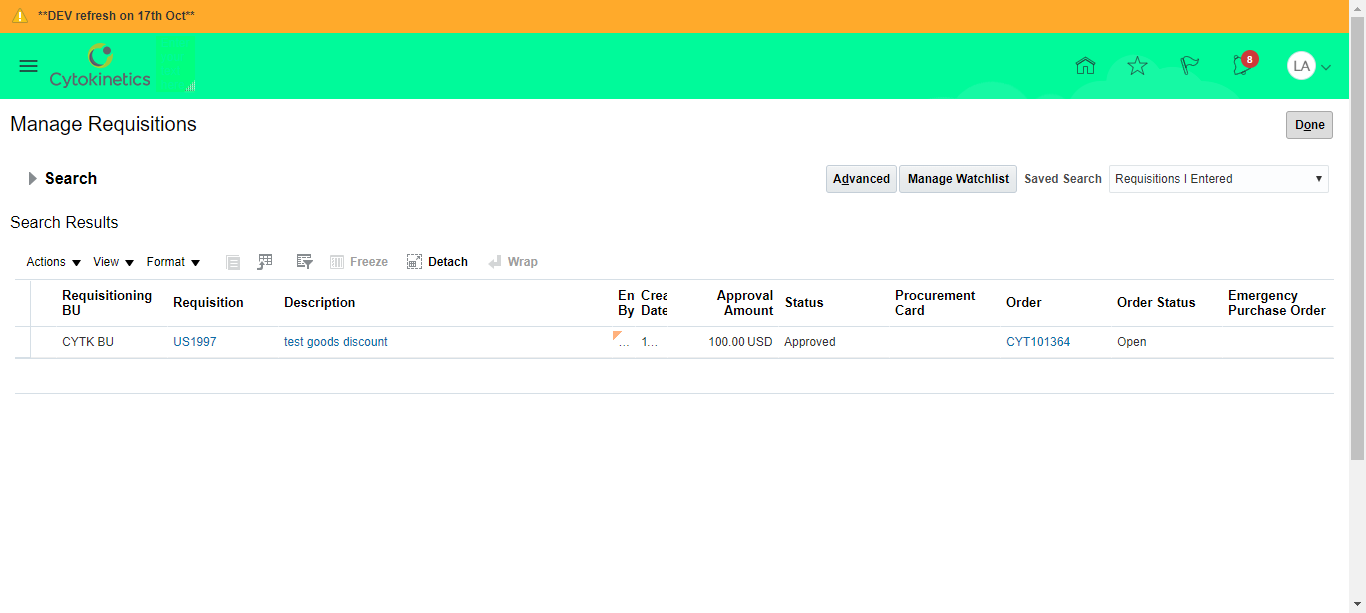 **DEV refresh on 17th Oct**
Cytokinetics
8
LA
Manage Requisitions
Done
Search
Advanced
Manage Watchlist
Saved Search
Requisitions I Entered
Search Results
Actions View Format Freeze Detach Wrap
Requisitioning BU
Requisition
Description
En By
Crea Date
Approval Amount
Status
Procurement Card
Order
Order Status
Emergency Purchase Order
CYTK BU US1997 test goods discount ... 1... 100.00 USD Approved CYT101364 Open